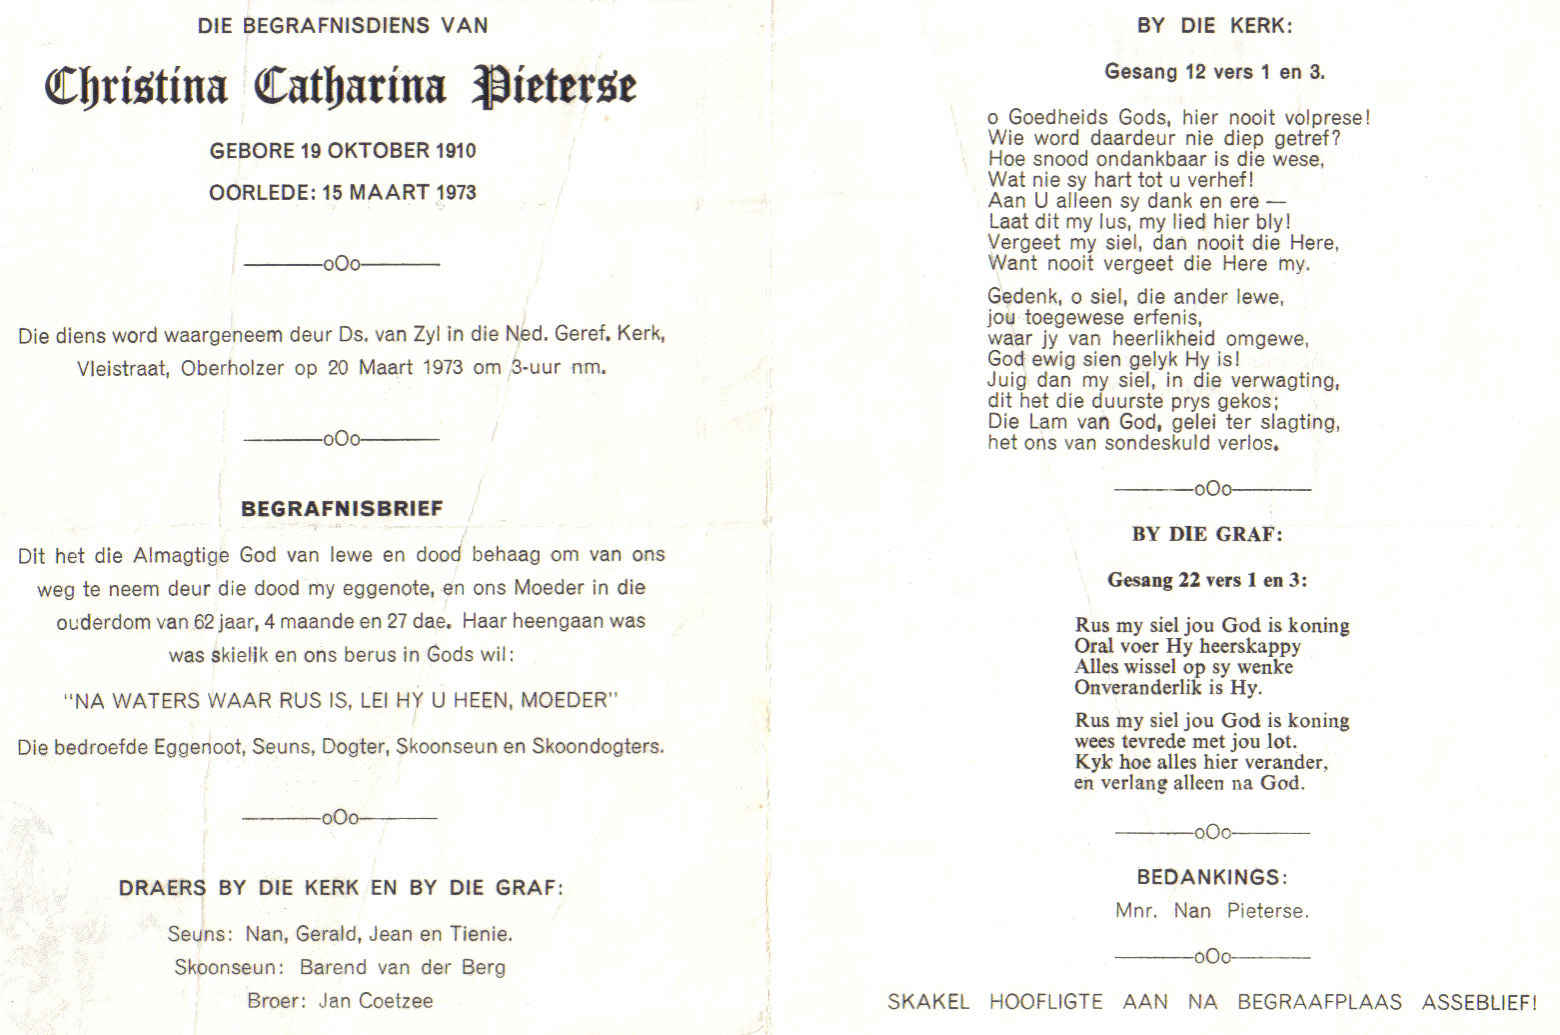 DIE BEGRAFNISDIENS VAN
Christina Catharina Pieterse
GEBORE 19 OKTOBER 1910
OORLEDE: 15 MAART 1973
———oOo———
Die diens word waargeneem deur Ds. van Zyl in die Ned. Geref. Kerk,
Vleistraat, Oberholzer op 20 Maart 1973 om 3-uur nm.
———oOo———
BEGRAFNISBRIEF
Dit het die Almagtige God van lewe en dood behaag om van ons
weg te neem deur die dood my eggenote, en ons Moeder in die
ouderdom van 62 jaar, 4 maande en 27 dae. Haar heengaan was
was skielik en ons berus in Gods wil:
"NA WATERS WAAR RUS IS, LEI HY U HEEN, MOEDER"
Die bedroefde Eggenoot, Seuns, Dogter, Skoonseun en Skoondogters.
———oOo———
DRAERS BY DIE KERK EN BY DIE GRAF:
Seuns: Nan, Gerald, Jean en Tienie.
Skoonseun: Barend van der Berg
Broer: Jan Coetzee
BY DIE KERK:
Gesang 12 vers 1 en 3.
o Goedheids Gods, hier nooit volprese!
Wie word daardeur nie diep getref?
Hoe snood ondankbaar is die wese,
Wat nie sy hart tot u verhef!
Aan U alleen sy dank en ere —
Laat dit my lus, my lied hier bly!
Vergeet my siel, dan nooit die Here,
Want nooit vergeet die Here my.
Gedenk, o siel, die ander lewe,
jou toegewese erfenis,
waar jy van heerlikheid omgewe,
God ewig sien gelyk Hy is!
Juig dan my siel, in die verwagting,
dit het die duurste prys gekos;
Die Lam van God, gelei ter slagting,
het ons van sondeskuld verlos.
———oOo———
BY DIE GRAF:
Gesang 22 vers 1 en 3:
Rus my siel jou God is koning
Oral voer Hy heerskappy
Alles wissel op sy wenke
Onveranderlik is Hy.
Rus my siel jou God is koning
wees tevrede met jou lot.
Kyk hoe alles hier verander,
en verlang alleen na God.
———oOo———
BEDANKINGS:
Mnr. Nan Pieterse.
———oOo———
SKAKEL HOOFLIGTE AAN NA BEGRAAFPLAAS ASSEBLIEF!